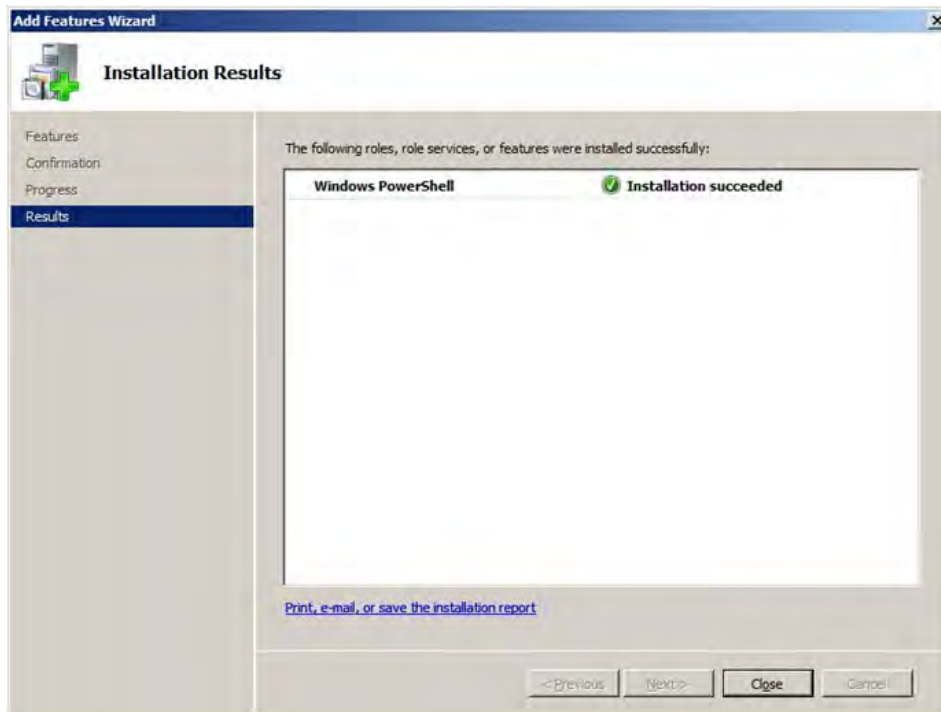 Add Features Wizard
Installation Results
Features
Confirmation
Progress
Results
The following roles, role services, or features were installed successfully:
Windows PowerShell Installation succeeded
Print, e-mail, or save the installation report
< Previous Next > Close Cancel